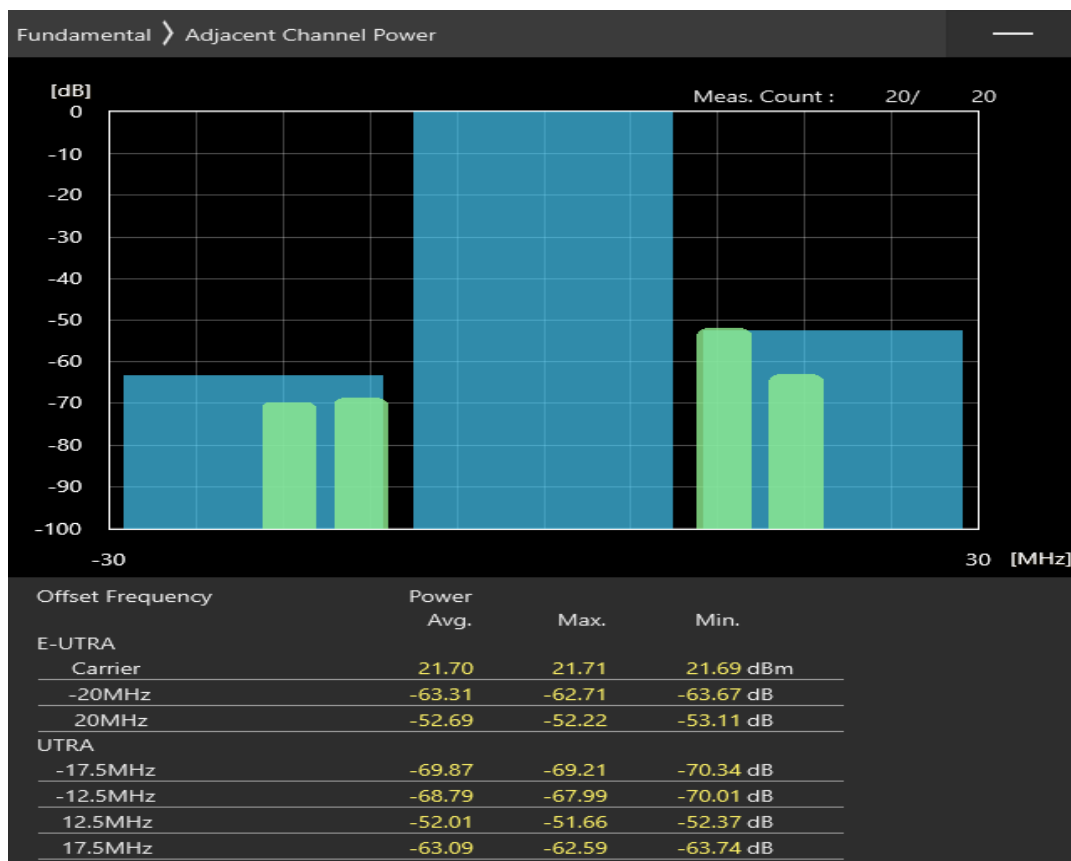 Fundamental ❯ Adjacent Channel Power
[dB]
Meas. Count : 20/ 20
0
-10
-20
-30
-40
-50
-60
-70
-80
-90
-100
-30 30 [MHz]
Offset Frequency Power
Avg. Max. Min.
E-UTRA
Carrier 21.70 21.71 21.69 dBm
-20MHz -63.31 -62.71 -63.67 dB
20MHz -52.69 -52.22 -53.11 dB
UTRA
-17.5MHz -69.87 -69.21 -70.34 dB
-12.5MHz -68.79 -67.99 -70.01 dB
12.5MHz -52.01 -51.66 -52.37 dB
17.5MHz -63.09 -62.59 -63.74 dB